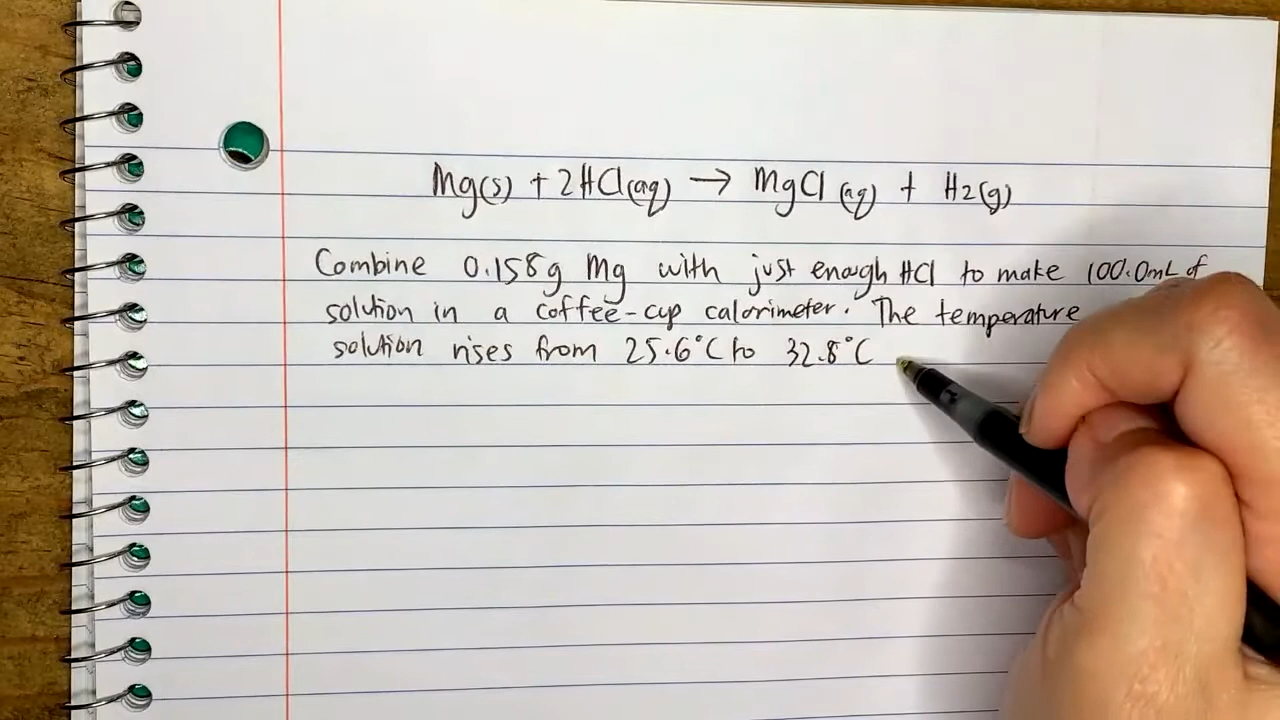 Mg(s) + 2HCl(aq) → MgCl (aq) + H2(g)
Combine 0.158g Mg with just enough HCl to make 100.0mL of
solution in a coffee-cup calorimeter. The temperature
solution rises from 25.6°C to 32.8°C